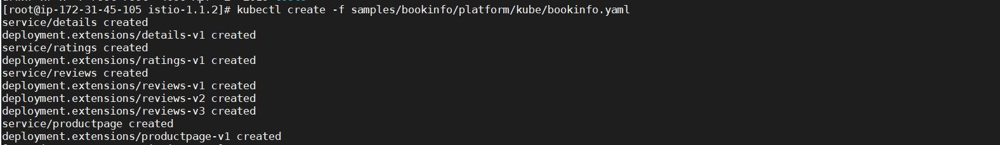 [root@ip-172-31-45-105 istio-1.1.2]# kubectl create -f samples/bookinfo/platform/kube/bookinfo.yaml
service/details created
deployment.extensions/details-v1 created
service/ratings created
deployment.extensions/ratings-v1 created
service/reviews created
deployment.extensions/reviews-v1 created
deployment.extensions/reviews-v2 created
deployment.extensions/reviews-v3 created
service/productpage created
deployment.extensions/productpage-v1 created